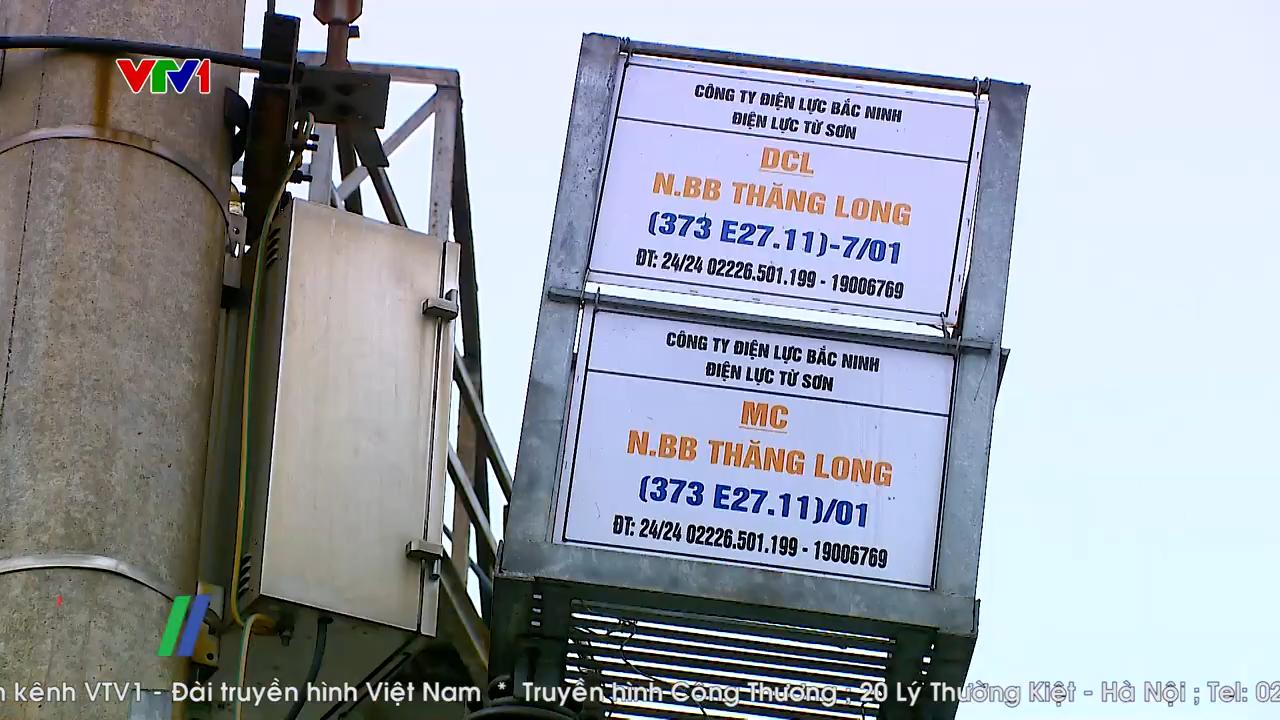 VTV1
CÔNG TY ĐIỆN LỰC BẮC NINH
ĐIỆN LỰC TỪ SƠN
DCL
N.BB THĂNG LONG
(373 E27.11)-7/01
ĐT: 24/24 02226.501.199 - 19006769
CÔNG TY ĐIỆN LỰC BẮC NINH
ĐIỆN LỰC TỪ SƠN
MC
N.BB THĂNG LONG
(373 E27.11)/01
ĐT: 24/24 02226.501.199 - 19006769
kênh VTV1 - Đài truyền hình Việt Nam * Truyền hình Công Thương ; 20 Lý Thường Kiệt - Hà Nội ; Tel: 02